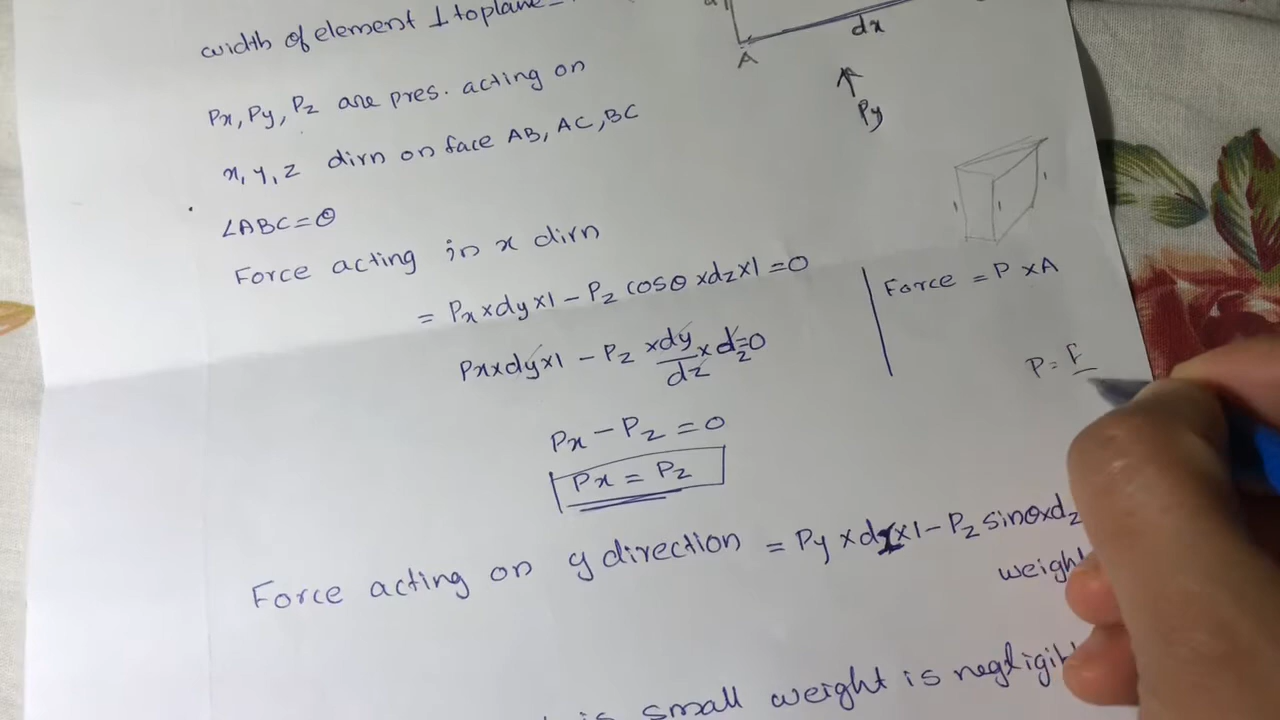 width of element ⊥ to plane
dx
A
Py
Px, Py, Pz are pres. acting on
x, y, z dirn on face AB, AC, BC
∠ABC = θ
Force acting in x dirn
= Px x dy x 1 - Pz cosθ x dz x 1 = 0
Force = P x A
Px x dy x 1 - Pz x dy/dz x dz = 0
P = F
Px - Pz = 0
Px = Pz
Force acting on y direction = Py x dx x 1 - Pz sinθ x dz
weight
is small weight is